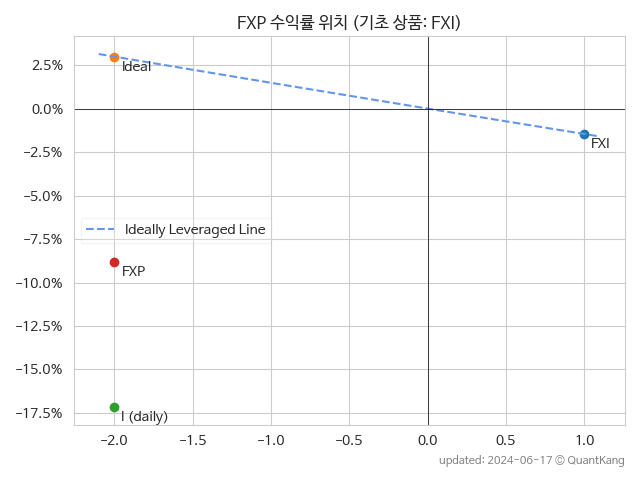 FXP 수익률 위치 (기초 상품: FXI)
2.5%
Ideal
0.0%
FXI
-2.5%
-5.0%
Ideally Leveraged Line
-7.5%
FXP
-10.0%
-12.5%
-15.0%
-17.5%
l (daily)
-2.0 -1.5 -1.0 -0.5 0.0 0.5 1.0
updated: 2024-06-17 © QuantKang